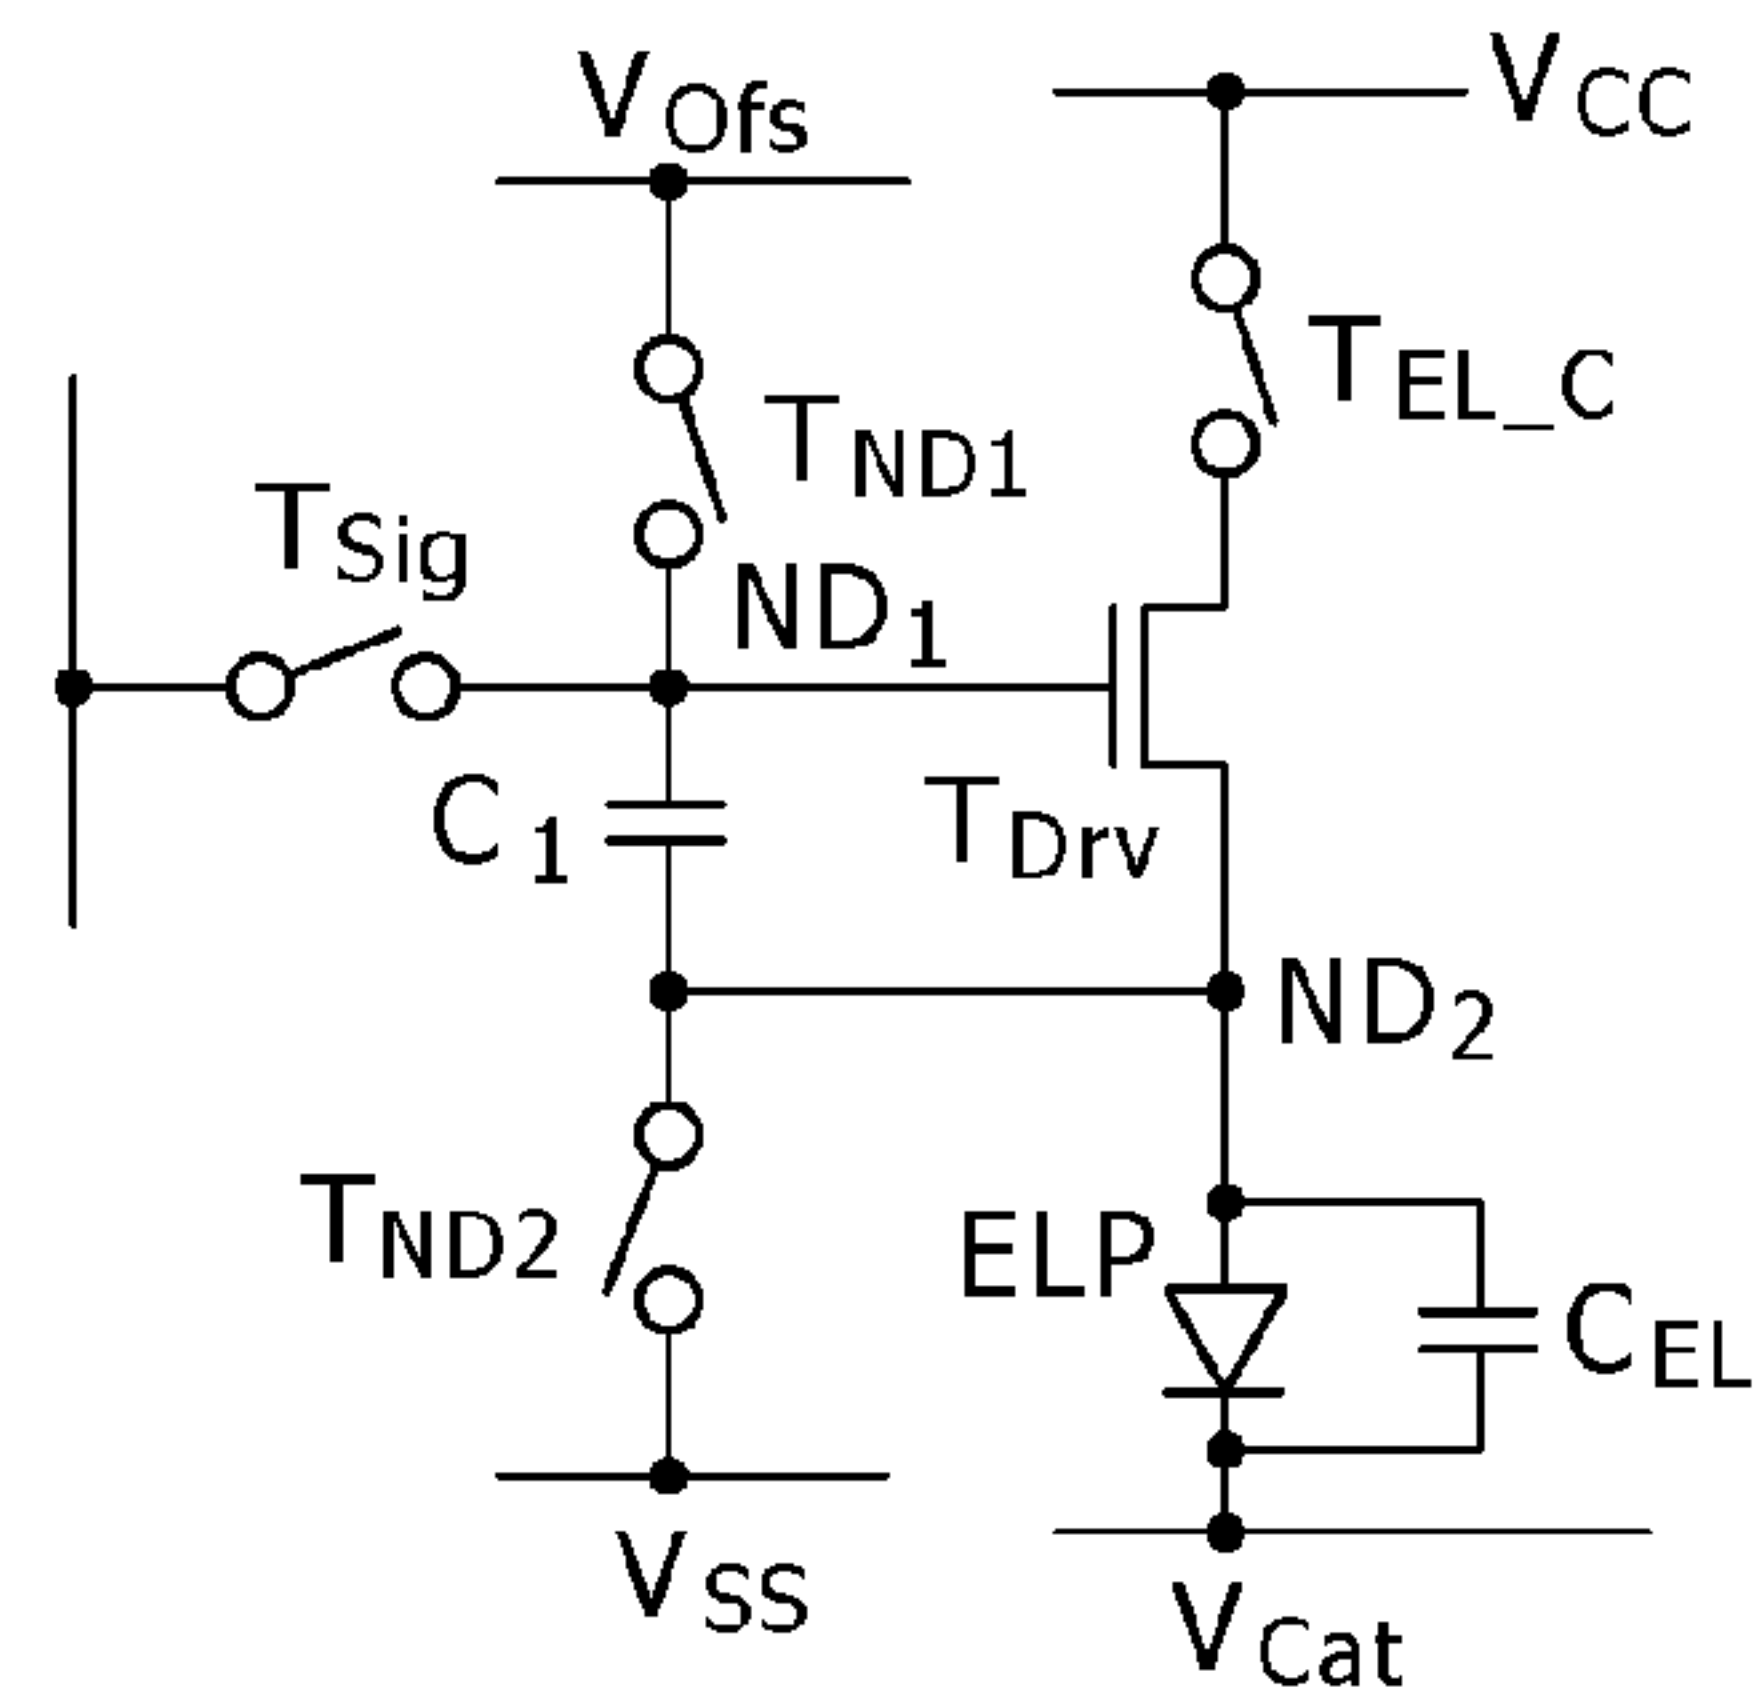 VOfs
VCC
TEL_C
TND1
TSig
ND1
C1
TDrv
ND2
TND2
ELP
CEL
VSS
VCat